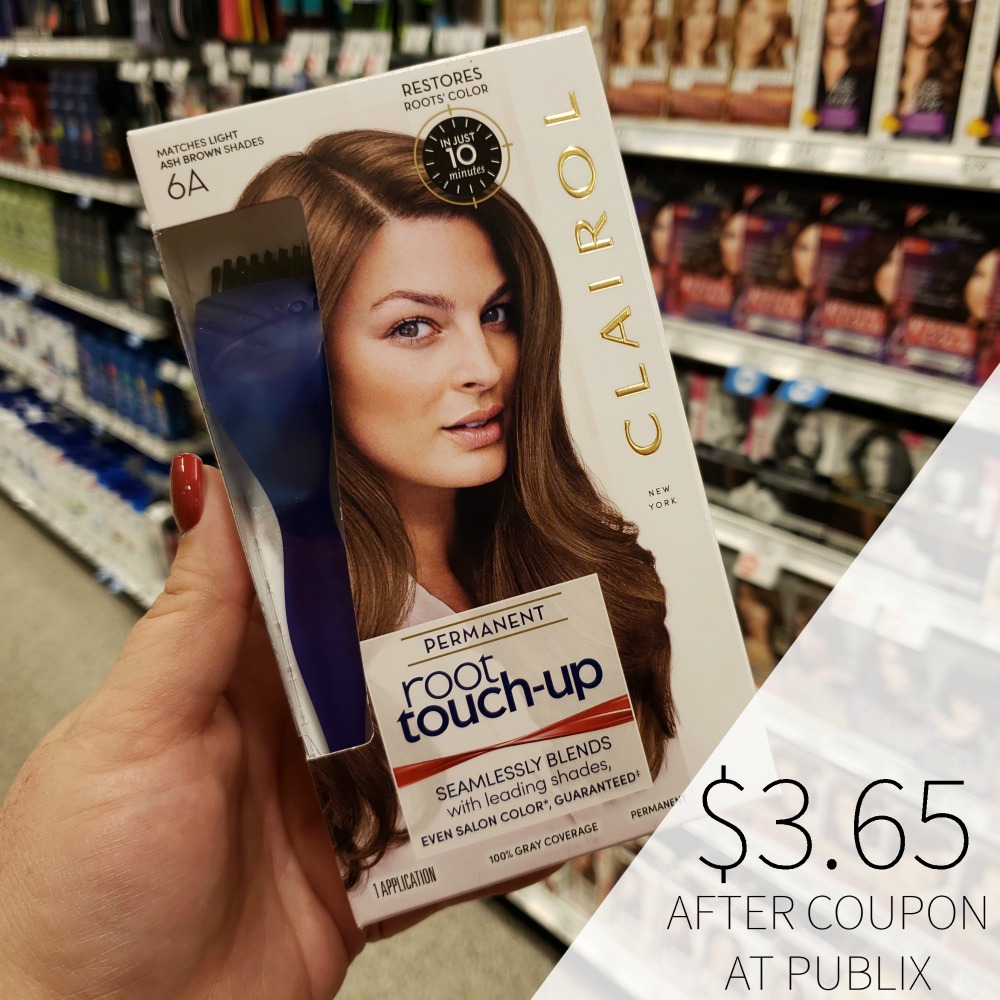 MATCHES LIGHT
ASH BROWN SHADES
6A
RESTORES
ROOTS' COLOR
IN JUST
10
minutes
CLAIROL
NEW
YORK
PERMANENT
root
touch-up
SEAMLESSLY BLENDS
with leading shades,
EVEN SALON COLOR*, GUARANTEED‡
100% GRAY COVERAGE
PERMANENT
1 APPLICATION
$3.65
AFTER COUPON
AT PUBLIX